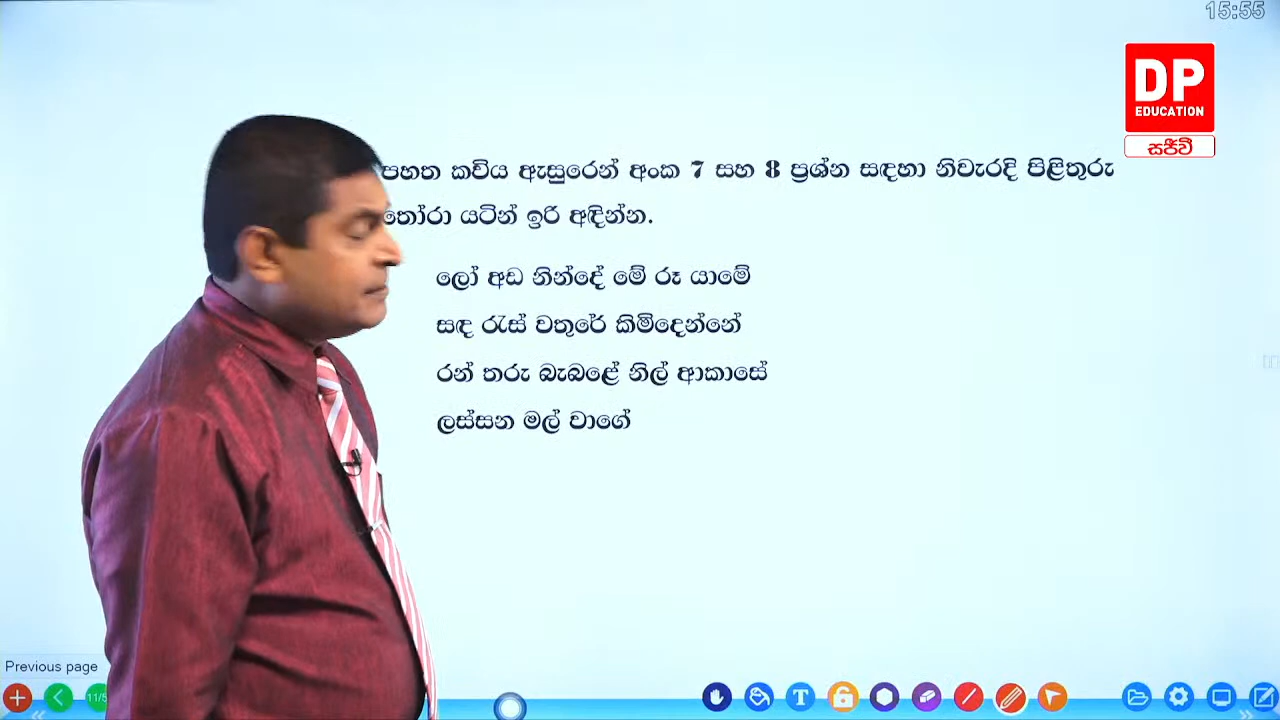 15:55
DP
EDUCATION
සජීවී
පහත කවිය ඇසුරෙන් අංක 7 සහ 8 ප්‍රශ්න සඳහා නිවැරදි පිළිතුරු
තෝරා යටින් ඉරි අඳින්න.
ලෝ අඩ නින්දේ මේ රෑ යාමේ
සඳ රැස් වතුරේ කිමිදෙන්නේ
රන් තරු බැබළේ නිල් ආකාසේ
ලස්සන මල් වාගේ
Previous page
T